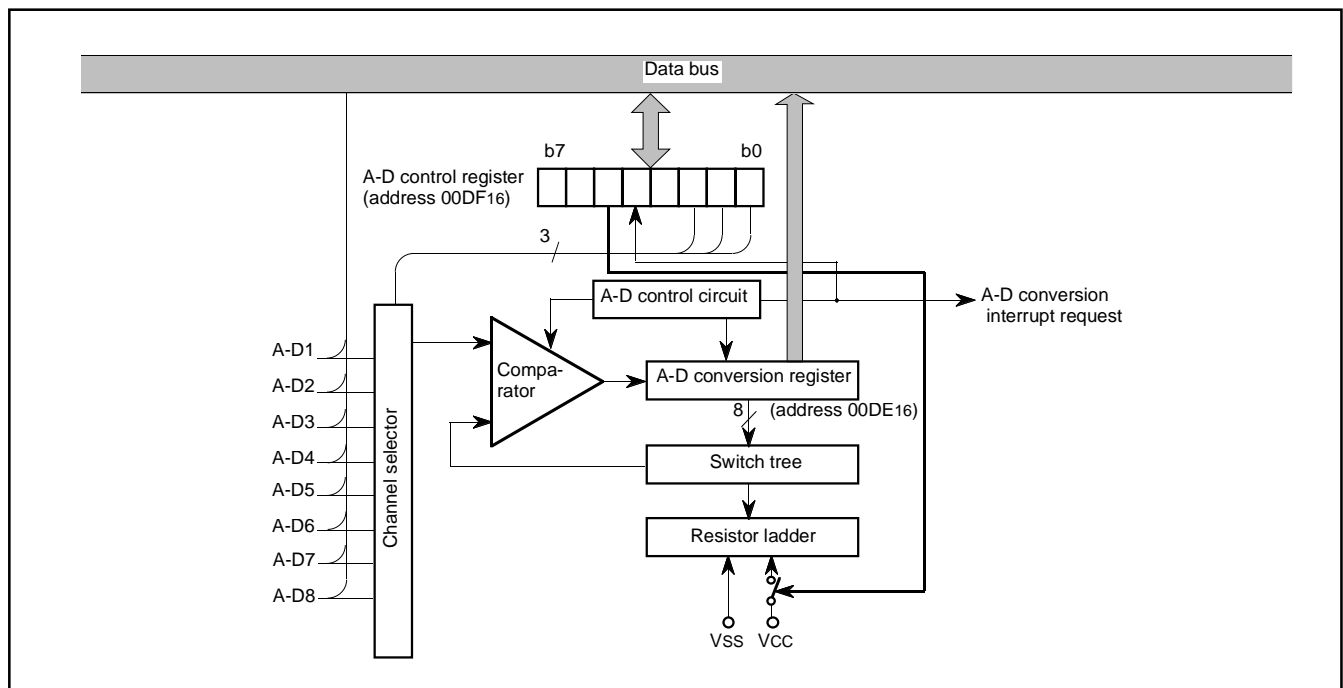 Data bus
b7 b0
A-D control register
(address 00DF16)
3
A-D control circuit
A-D conversion
interrupt request
A-D1
A-D2
A-D3
A-D4
A-D5
A-D6
A-D7
A-D8
Channel selector
Compa-
rator
A-D conversion register
8 (address 00DE16)
Switch tree
Resistor ladder
VSS VCC